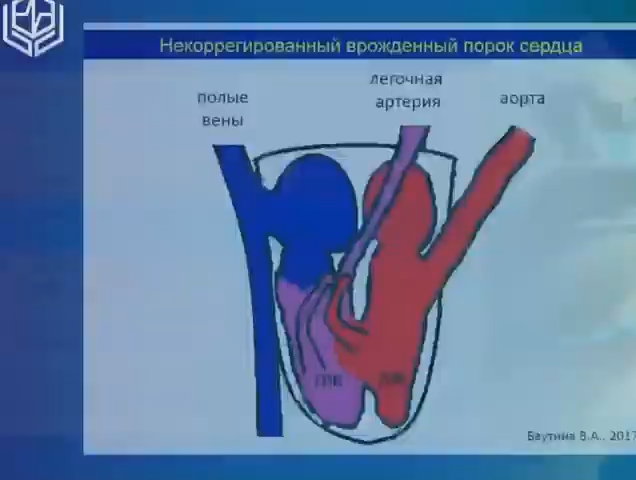 Некоррегированный врожденный порок сердца
легочная
артерия
полые
вены
аорта
Баутина В.А., 2017